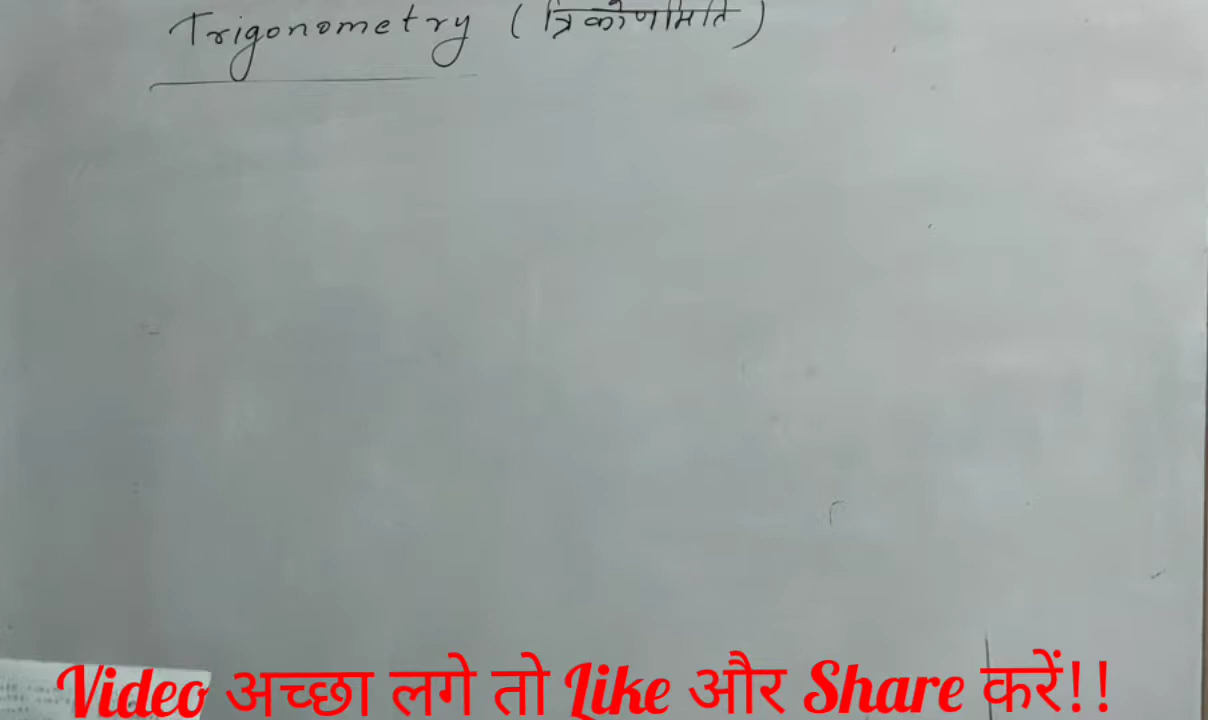 Trigonometry (त्रिकोणमिति)
Video अच्छा लगे तो Like और Share करें!!